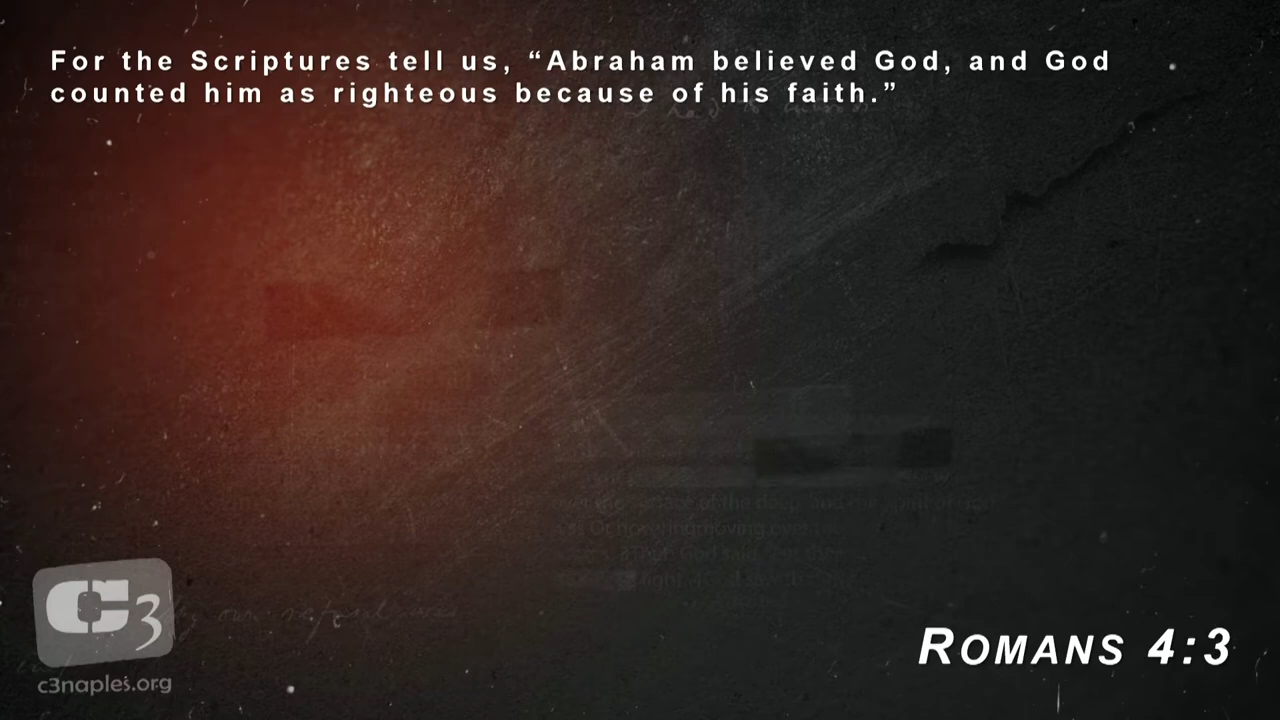 For the Scriptures tell us, “Abraham believed God, and God
counted him as righteous because of his faith.”
C3
c3naples.org
ROMANS 4:3